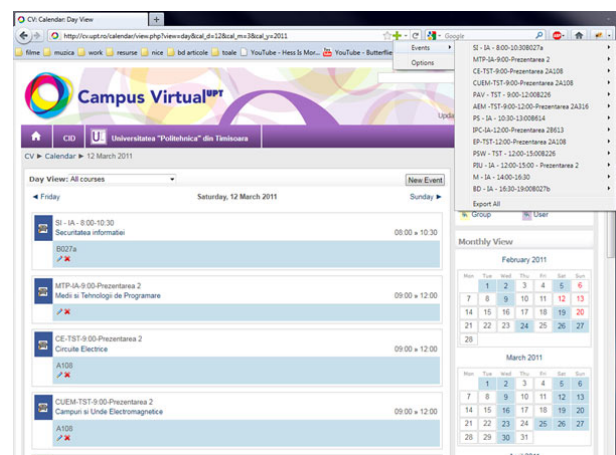 CV: Calendar: Day View
http://cv.upt.ro/calendar/view.php?view=day&cal_d=12&cal_m=3&cal_y=2011
Google
filme muzica work resurse nice bd articole toale YouTube - Hess Is Mor... YouTube - Butterflie
Events
Options
SI - IA - 8:00-10:30B027a
MTP-IA-9:00-Prezentarea 2
CE-TST-9:00-Prezentarea 2A108
CUEM-TST-9:00-Prezentarea 2A108
PAV - TST - 9:00-12:00B226
AEM -TST-9:00-12:00-Prezentarea 2A316
PS - IA - 10:30-13:00B614
IPC-IA-12:00-Prezentarea 2B613
EP-TST-12:00-Prezentarea 2A108
PSW - TST - 12:00-15:00B226
PIU - IA - 12:00-15:00 - Prezentarea 2
M - IA - 14:00-16:30
BD - IA - 16:30-19:00B027b
Export All
Campus Virtual UPT
Upda
CID
Universitatea "Politehnica" din Timisoara
CV ► Calendar ► 12 March 2011
Day View: All courses
New Event
◄ Friday
Saturday, 12 March 2011
Sunday ►
SI - IA - 8:00-10:30
Securitatea informatiei
08:00 » 10:30
B027a
MTP-IA-9:00-Prezentarea 2
Medii si Tehnologii de Programare
09:00 » 12:00
CE-TST-9:00-Prezentarea 2
Circuite Electrice
09:00 » 12:00
A108
CUEM-TST-9:00-Prezentarea 2
Campuri si Unde Electromagnetice
09:00 » 12:00
A108
Group
User
Monthly View
February 2011
Mon Tue Wed Thu Fri Sat Sun
1 2 3 4 5 6
7 8 9 10 11 12 13
14 15 16 17 18 19 20
21 22 23 24 25 26 27
28
March 2011
Mon Tue Wed Thu Fri Sat Sun
1 2 3 4 5 6
7 8 9 10 11 12 13
14 15 16 17 18 19 20
21 22 23 24 25 26 27
28 29 30 31